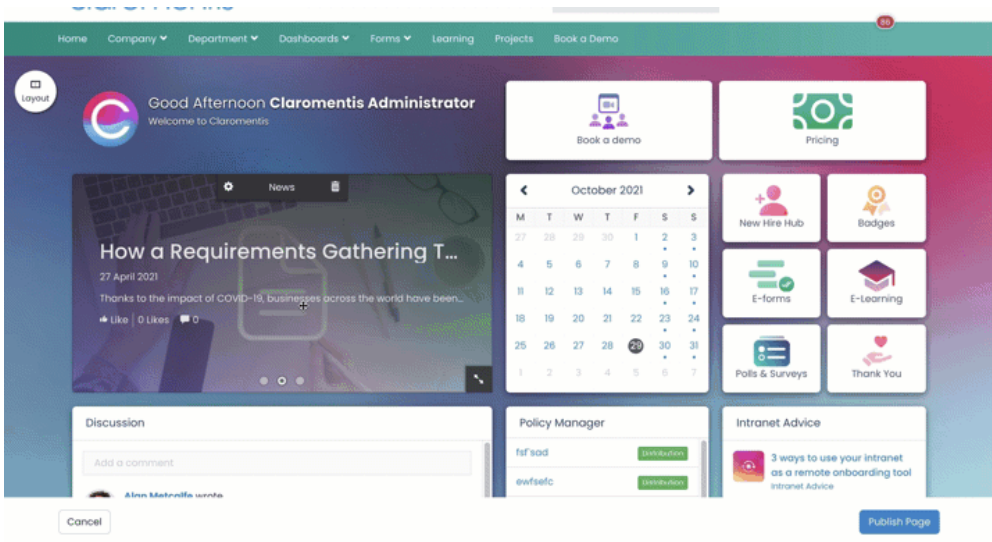 86
Home Company Department Dashboards Forms Learning Projects Book a Demo
Layout
Good Afternoon Claromentis Administrator
Welcome to Claromentis
Book a demo
Pricing
News
How a Requirements Gathering T...
27 April 2021
Thanks to the impact of COVID-19, businesses across the world have been...
Like 0 Likes 0
October 2021
M T W T F S S
27 28 29 30 1 2 3
4 5 6 7 8 9 10
11 12 13 14 15 16 17
18 19 20 21 22 23 24
25 26 27 28 29 30 31
1 2 3 4 5 6 7
New Hire Hub
Badges
E-forms
E-Learning
Polls & Surveys
Thank You
Discussion
Add a comment
Alan Metcalfe wrote
Policy Manager
fsf'sad Distribution
ewfsefc Distribution
Intranet Advice
3 ways to use your intranet
as a remote onboarding tool
Intranet Advice
Cancel
Publish Page